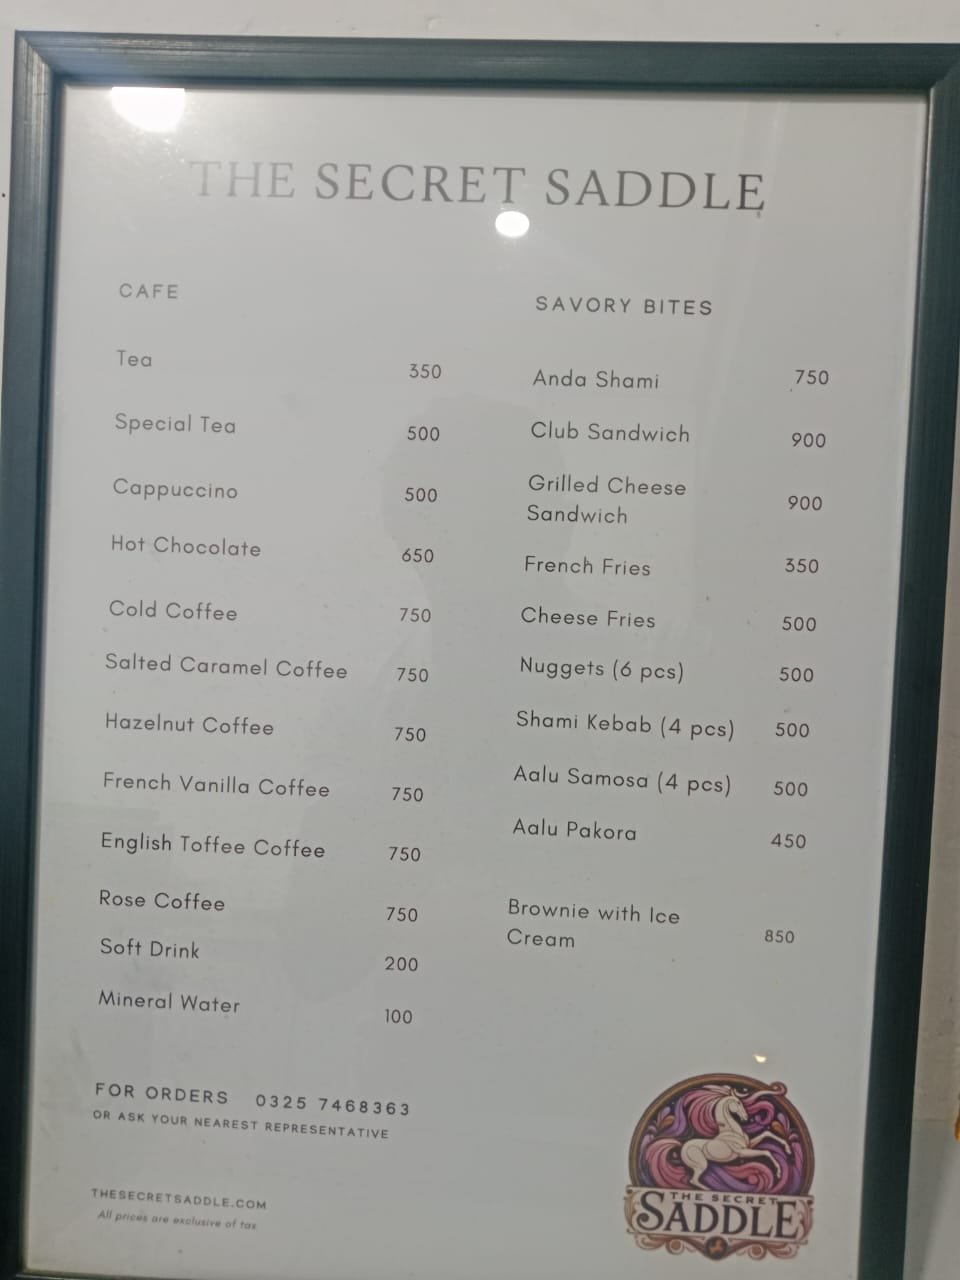 THE SECRET SADDLE
CAFE
Tea 350
Special Tea 500
Cappuccino 500
Hot Chocolate 650
Cold Coffee 750
Salted Caramel Coffee 750
Hazelnut Coffee 750
French Vanilla Coffee 750
English Toffee Coffee 750
Rose Coffee 750
Soft Drink 200
Mineral Water 100
SAVORY BITES
Anda Shami 750
Club Sandwich 900
Grilled Cheese
Sandwich 900
French Fries 350
Cheese Fries 500
Nuggets (6 pcs) 500
Shami Kebab (4 pcs) 500
Aalu Samosa (4 pcs) 500
Aalu Pakora 450
Brownie with Ice
Cream 850
FOR ORDERS 0325 7468363
OR ASK YOUR NEAREST REPRESENTATIVE
THESECRETSADDLE.COM
All prices are exclusive of tax
THE SECRET
SADDLE